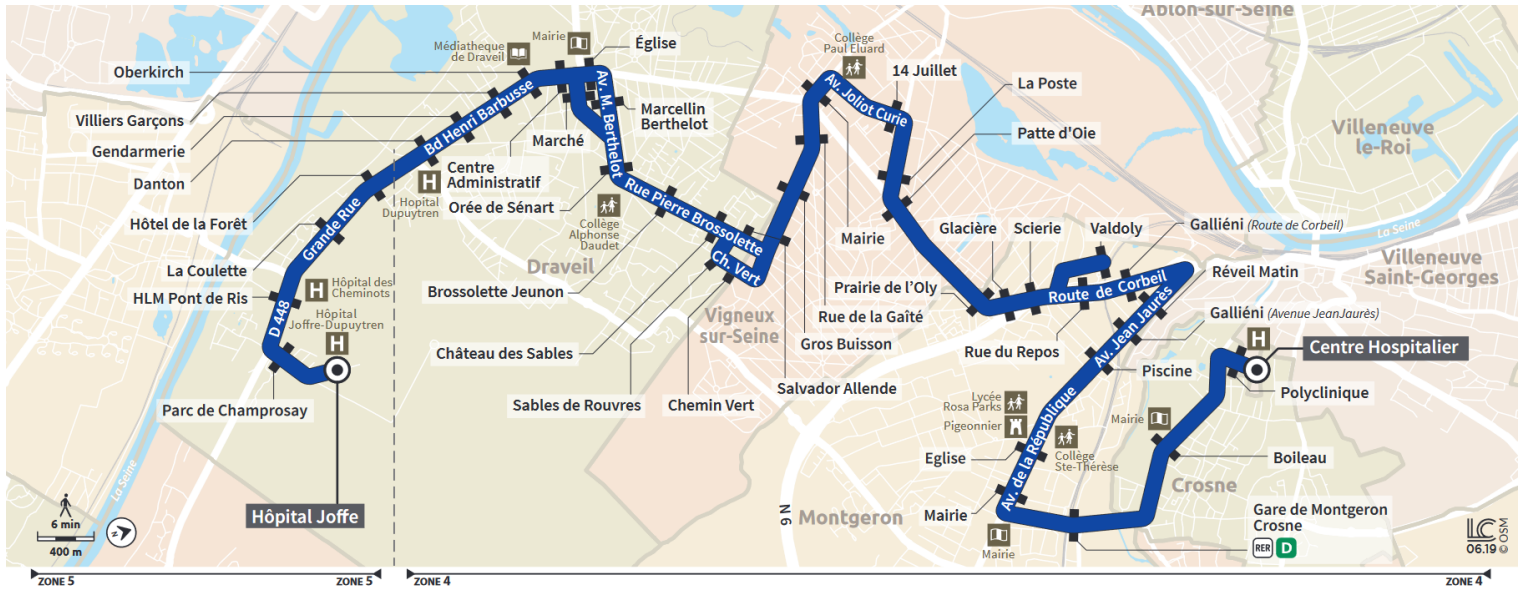 Ablon-sur-Seine
Collège
Paul Eluard
Mairie
Église
Médiatheque
de Draveil
Oberkirch
14 Juillet
La Poste
Av. Joliot Curie
Av. M. Berthelot
Bd Henri Barbusse
Villiers Garçons
Marcellin
Berthelot
Villeneuve
le-Roi
Patte d'Oie
Gendarmerie
Marché
Danton
H
Centre
Administratif
Hopital
Dupuytren
Orée de Sénart
Rue Pierre Brossolette
Hôtel de la Forêt
Grande Rue
Collège
Alphonse
Daudet
Mairie
Glacière
Scierie
Valdoly
Galliéni (Route de Corbeil)
La Seine
La Coulette
Draveil
Ch. Vert
Villeneuve
Saint-Georges
Réveil Matin
H
Hôpital des
Cheminots
HLM Pont de Ris
Brossolette Jeunon
Prairie de l'Oly
Route de Corbeil
D 448
Hôpital
Joffre-Dupuytren
H
Vigneux
sur-Seine
Rue de la Gaîté
Galliéni (Avenue JeanJaurès)
Av. Jean Jaurès
Gros Buisson
Château des Sables
Rue du Repos
H
Centre Hospitalier
Piscine
Salvador Allende
Polyclinique
Parc de Champrosay
Sables de Rouvres
Chemin Vert
Lycée
Rosa Parks
Pigeonnier
Mairie
Av. de la République
Eglise
Collège
Ste-Thérèse
Boileau
La Seine
Crosne
6 min
400 m
Z
Hôpital Joffe
N 6
Montgeron
Mairie
Mairie
Gare de Montgeron
Crosne
RER D
LC
06.19 © OSM
ZONE 5
ZONE 5
ZONE 4
ZONE 4